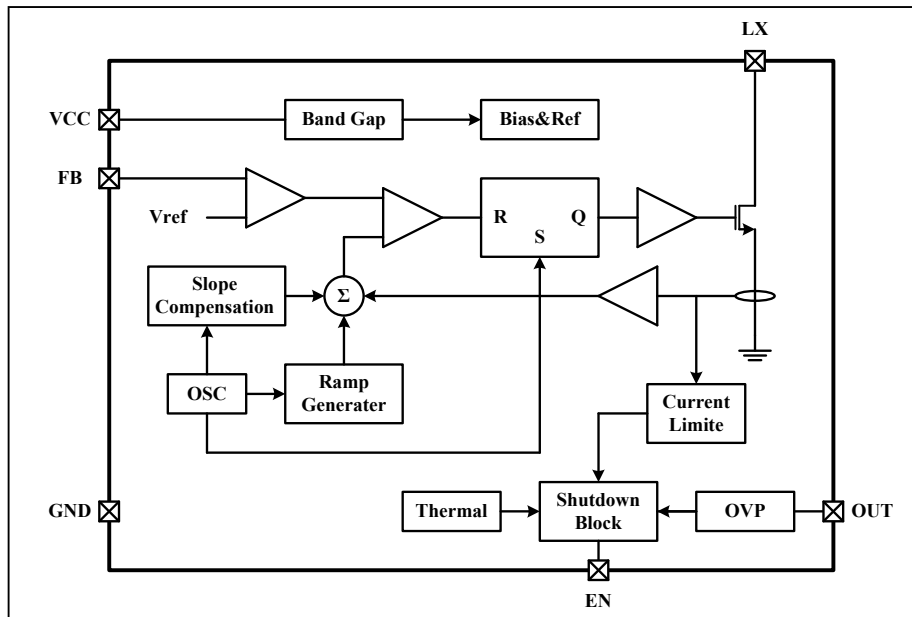 LX
VCC
Band Gap
Bias&Ref
FB
Vref
R
Q
S
Slope
Compensation
Σ
OSC
Ramp
Generater
Current
Limite
GND
Thermal
Shutdown
Block
OVP
OUT
EN